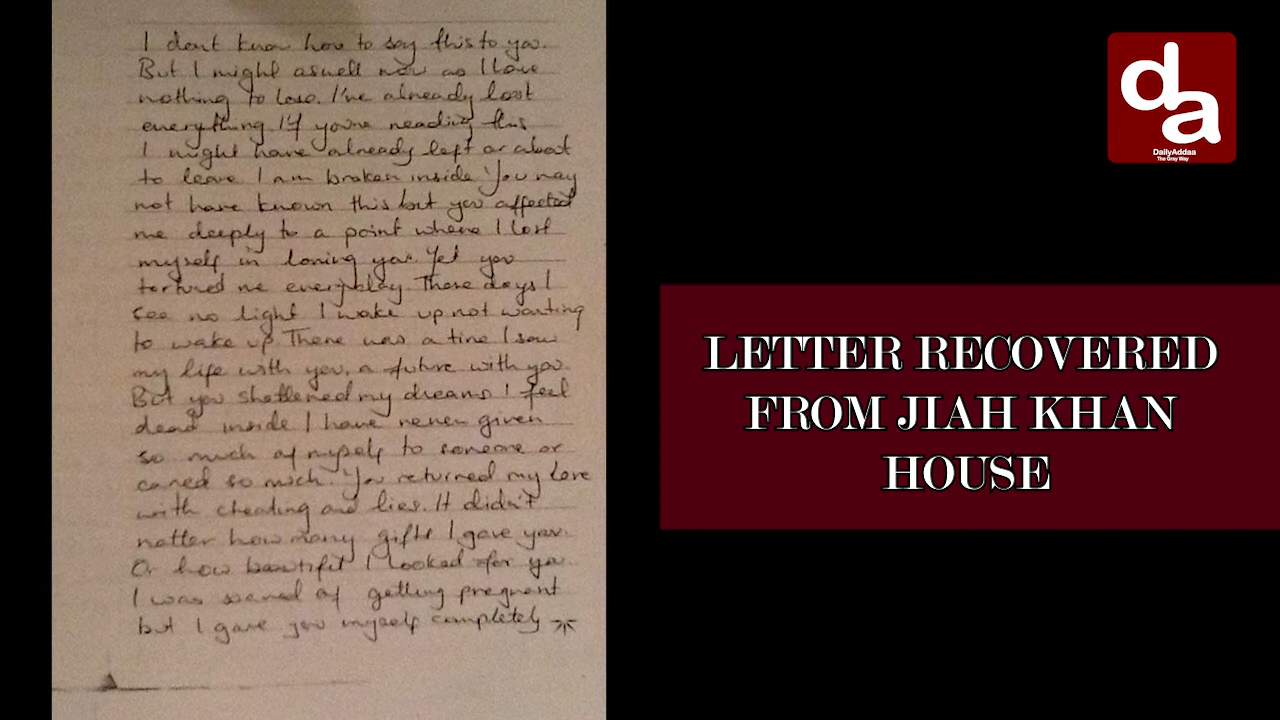 I dont know how to say this to you.
But I might aswell now as I have
nothing to lose. I've already lost
everything. If you're reading this
I might have already left or about
to leave. I am broken inside. You may
not have known this but you affected
me deeply to a point where I lost
myself in loving you. Yet you
tortured me everyday. These days I
see no light I wake up not wanting
to wake up. There was a time I saw
my life with you, a future with you.
But you shattered my dreams. I feel
dead inside. I have never given
so much of myself to someone or
cared so much. You returned my love
with cheating and lies. It didn't
matter how many gifts I gave you.
Or how beautiful I looked for you.
I was scared of getting pregnant
but I gave you myself completely
da
DailyAddaa
The Gray Way
LETTER RECOVERED
FROM JIAH KHAN
HOUSE